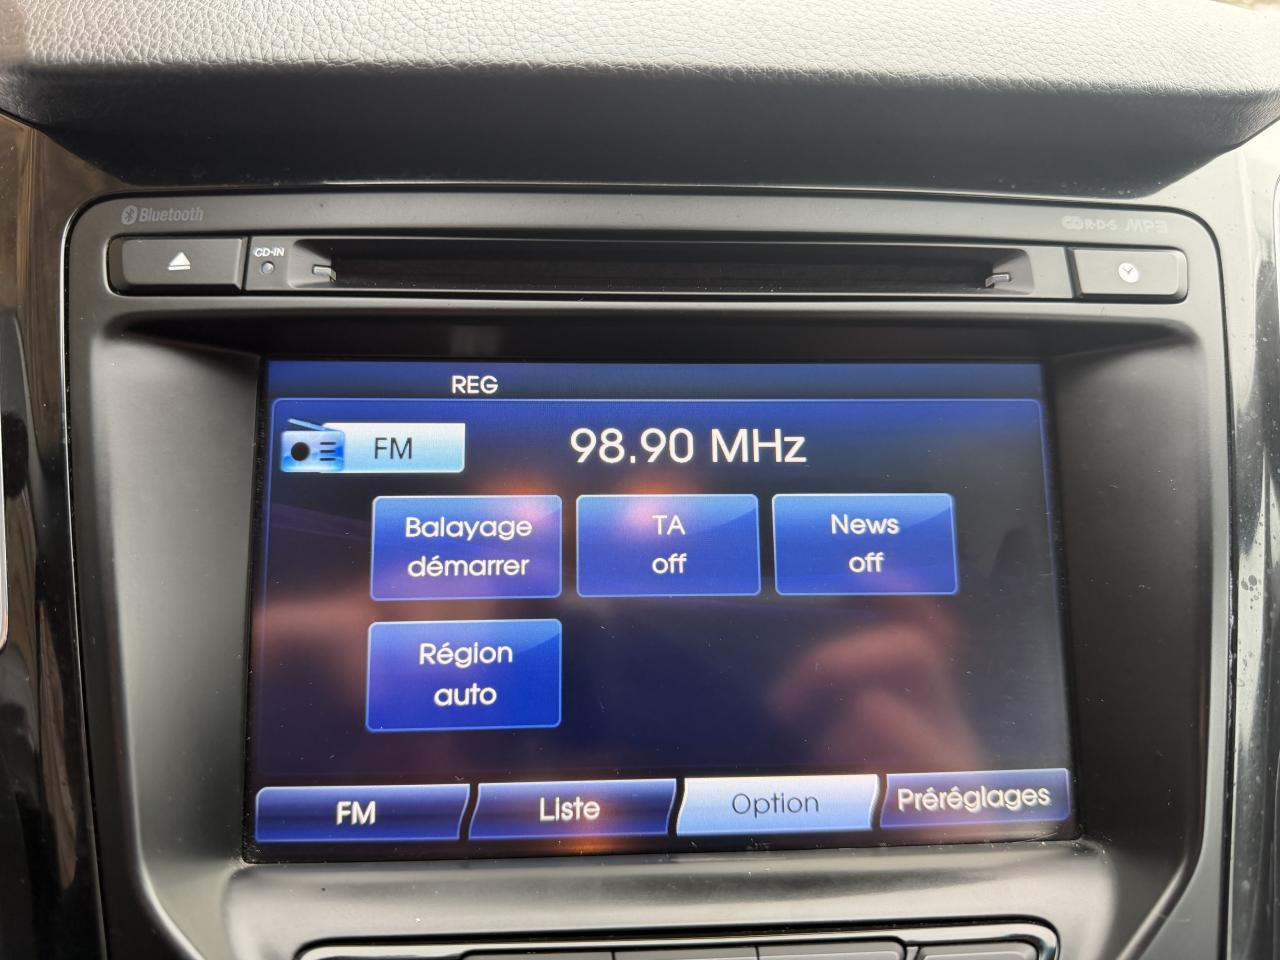 Bluetooth
CD-IN
R·D·S MP3
REG
FM
98.90 MHz
Balayage
démarrer
TA
off
News
off
Région
auto
FM
Liste
Option
Préréglages